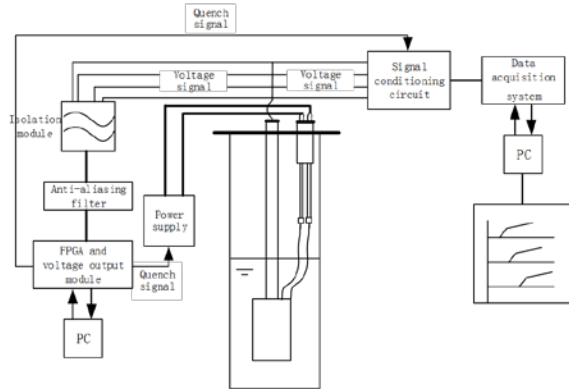 Quench
signal
Voltage
signal
Voltage
signal
Signal
conditioning
circuit
Data
acquisition
system
Isolation
module
PC
Anti-aliasing
filter
Power
supply
FPGA and
voltage output
module
Quench
signal
PC